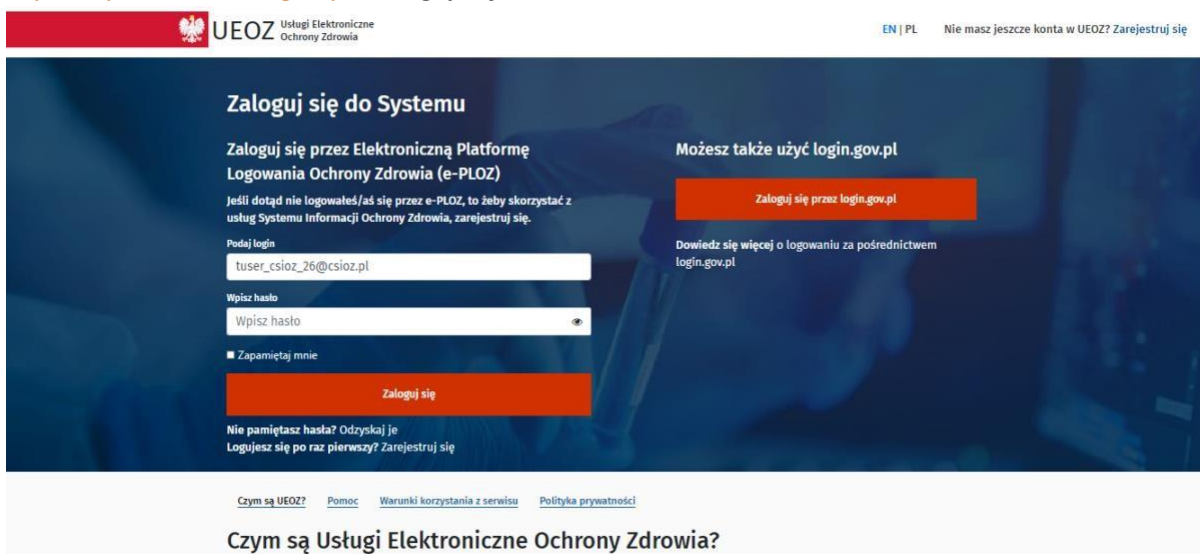 UEOZ Usługi Elektroniczne
Ochrony Zdrowia
EN | PL Nie masz jeszcze konta w UEOZ? Zarejestruj się
Zaloguj się do Systemu
Zaloguj się przez Elektroniczną Platformę
Logowania Ochrony Zdrowia (e-PLOZ)
Jeśli dotąd nie logowałeś/aś się przez e-PLOZ, to żeby skorzystać z
usług Systemu Informacji Ochrony Zdrowia, zarejestruj się.
Podaj login
tuser_csioz_26@csioz.pl
Wpisz hasło
Wpisz hasło
Zapamiętaj mnie
Zaloguj się
Nie pamiętasz hasła? Odzyskaj je
Logujesz się po raz pierwszy? Zarejestruj się
Możesz także użyć login.gov.pl
Zaloguj się przez login.gov.pl
Dowiedz się więcej o logowaniu za pośrednictwem
login.gov.pl
Czym są UEOZ? Pomoc Warunki korzystania z serwisu Polityka prywatności
Czym są Usługi Elektroniczne Ochrony Zdrowia?